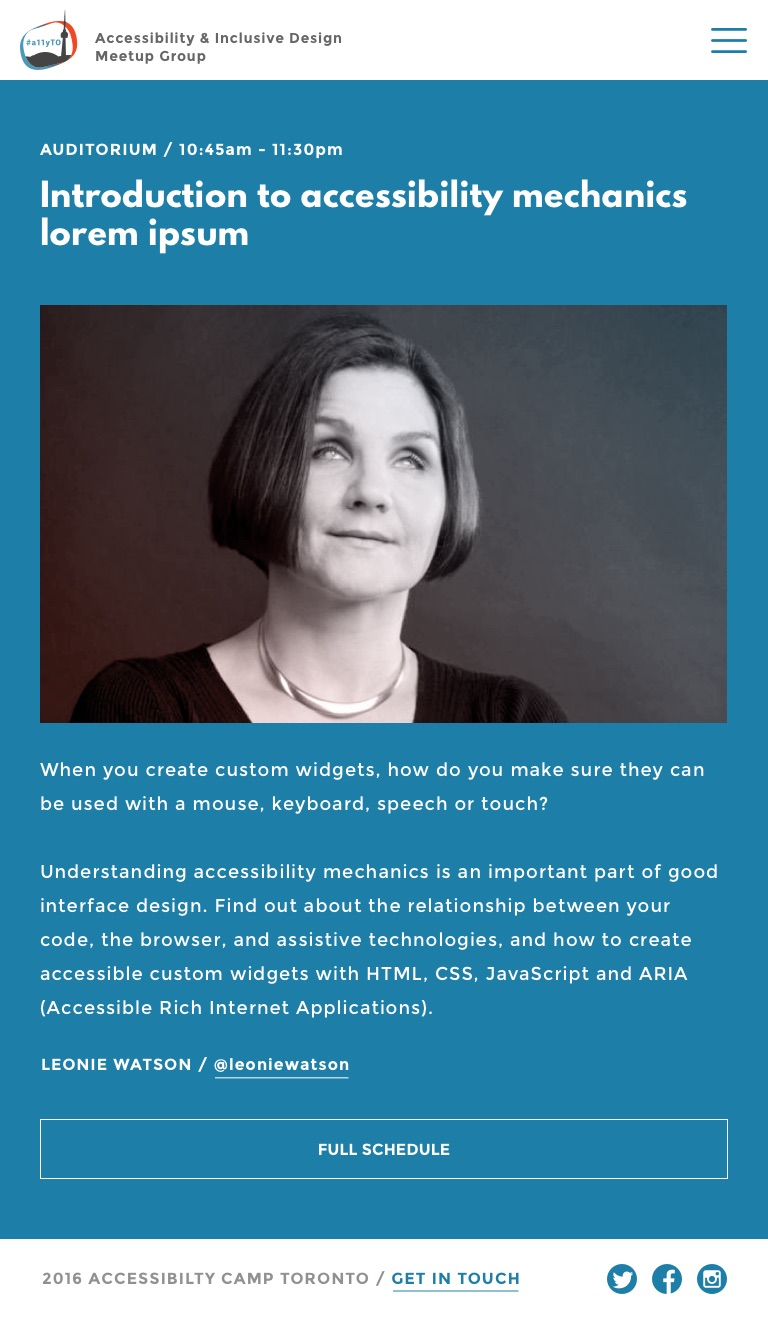 #a11yTO
Accessibility & Inclusive Design
Meetup Group
AUDITORIUM / 10:45am - 11:30pm
Introduction to accessibility mechanics
lorem ipsum
When you create custom widgets, how do you make sure they can
be used with a mouse, keyboard, speech or touch?
Understanding accessibility mechanics is an important part of good
interface design. Find out about the relationship between your
code, the browser, and assistive technologies, and how to create
accessible custom widgets with HTML, CSS, JavaScript and ARIA
(Accessible Rich Internet Applications).
LEONIE WATSON / @leoniewatson
FULL SCHEDULE
2016 ACCESSIBILTY CAMP TORONTO / GET IN TOUCH